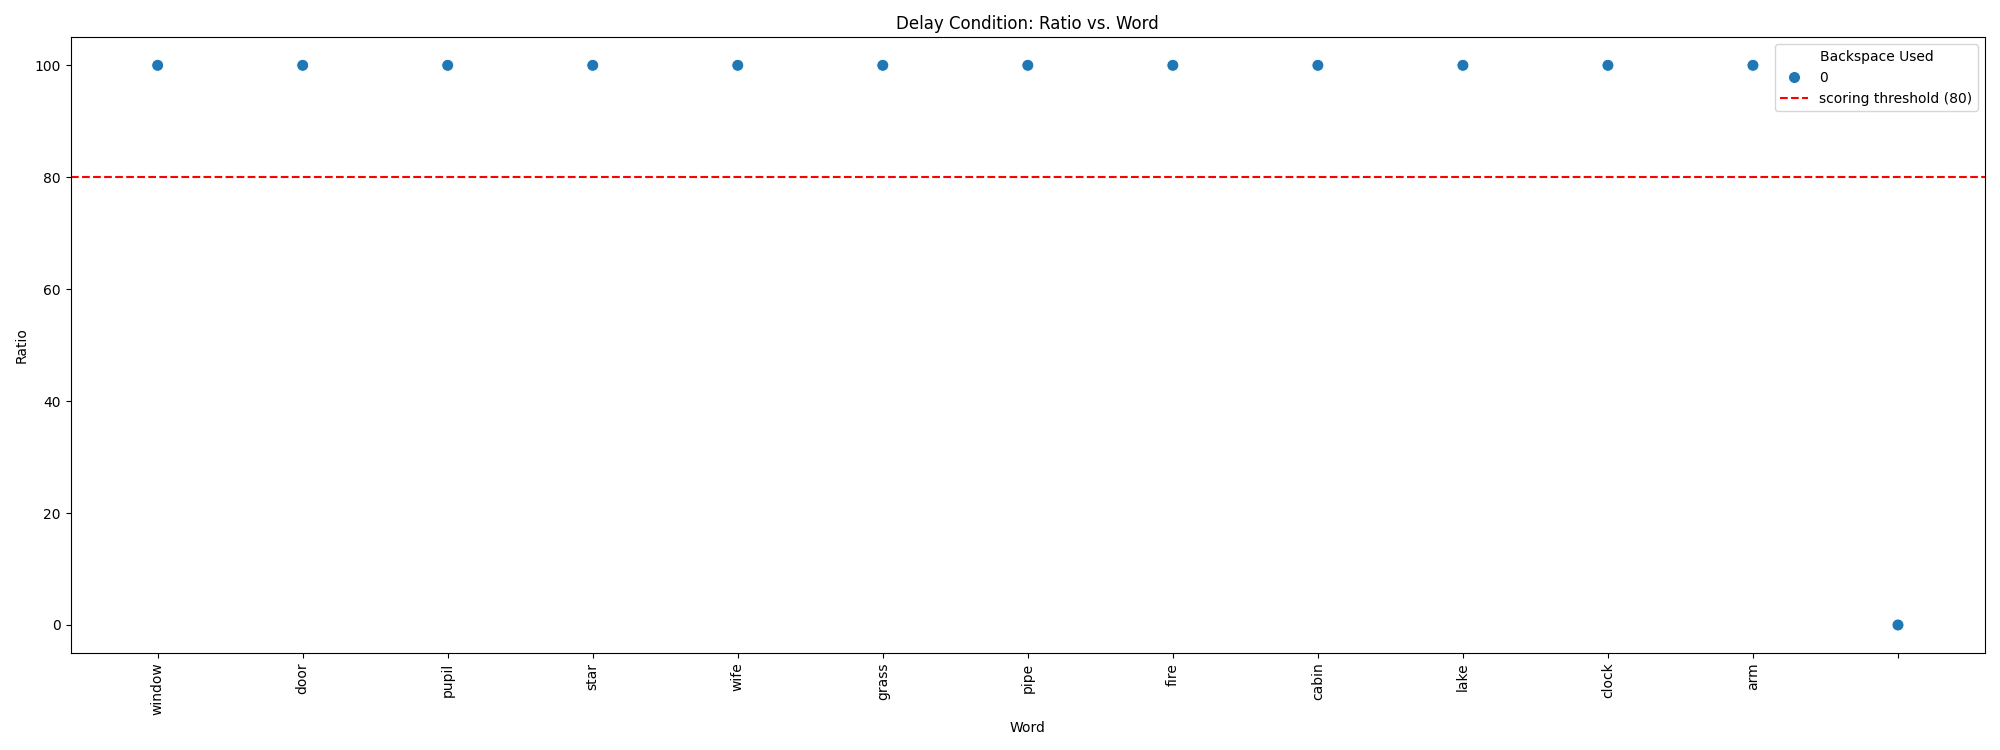 Delay Condition: Ratio vs. Word
Backspace Used
0
scoring threshold (80)
100
80
60
40
20
0
Ratio
window
door
pupil
star
wife
grass
pipe
fire
cabin
lake
clock
arm
Word